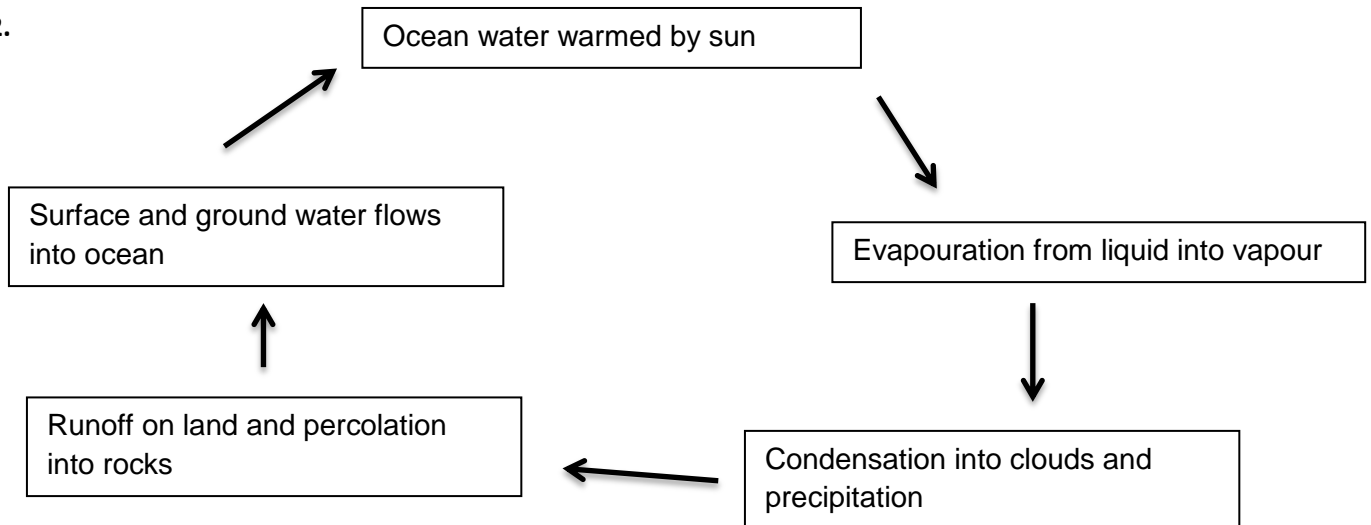 2.
Ocean water warmed by sun
Evapouration from liquid into vapour
Condensation into clouds and
precipitation
Runoff on land and percolation
into rocks
Surface and ground water flows
into ocean